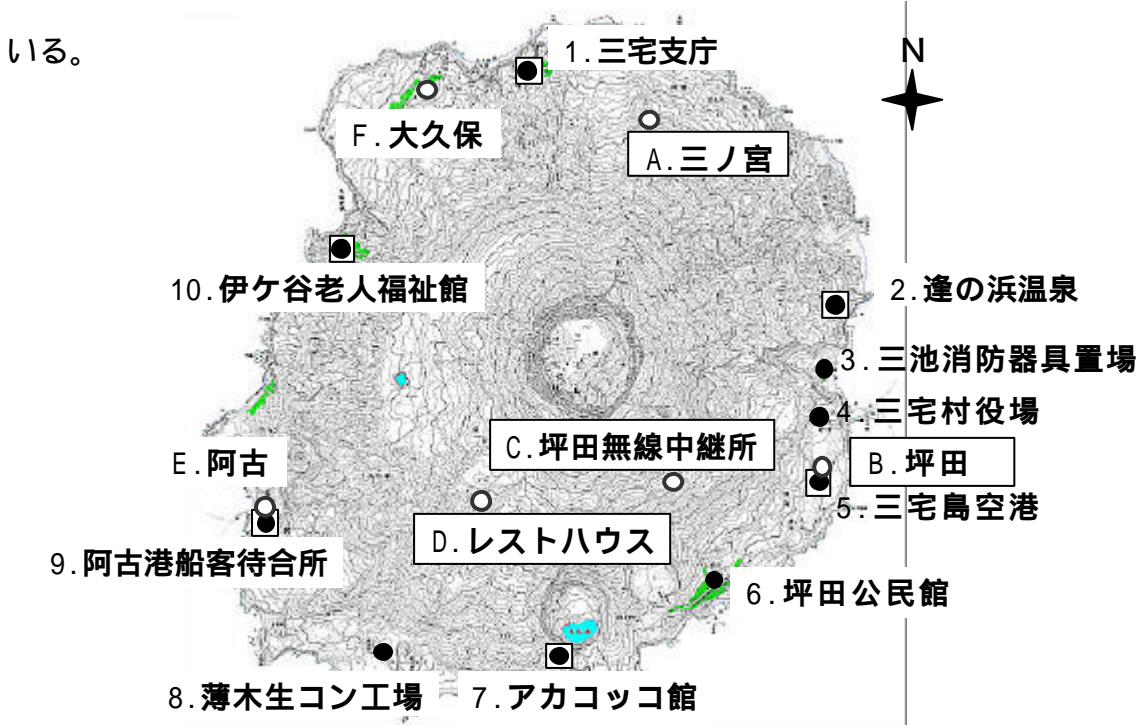 いる。
1.三宅支庁
N
F.大久保
A.三ノ宮
10.伊ケ谷老人福祉館
2.逢の浜温泉
3.三池消防器具置場
4.三宅村役場
C.坪田無線中継所
E.阿古
B.坪田
5.三宅島空港
D.レストハウス
9.阿古港船客待合所
6.坪田公民館
8.薄木生コン工場
7.アカコッコ館